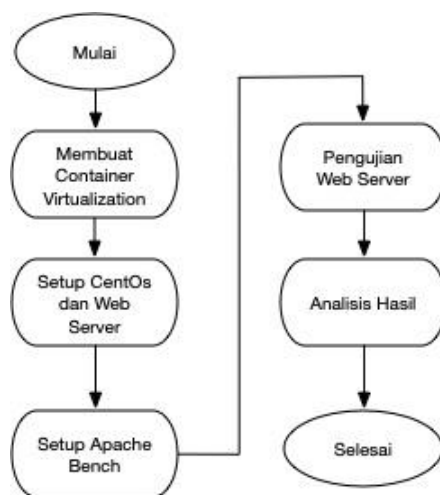 Mulai
Membuat
Container
Virtualization
Setup CentOs
dan Web
Server
Setup Apache
Bench
Pengujian
Web Server
Analisis Hasil
Selesai